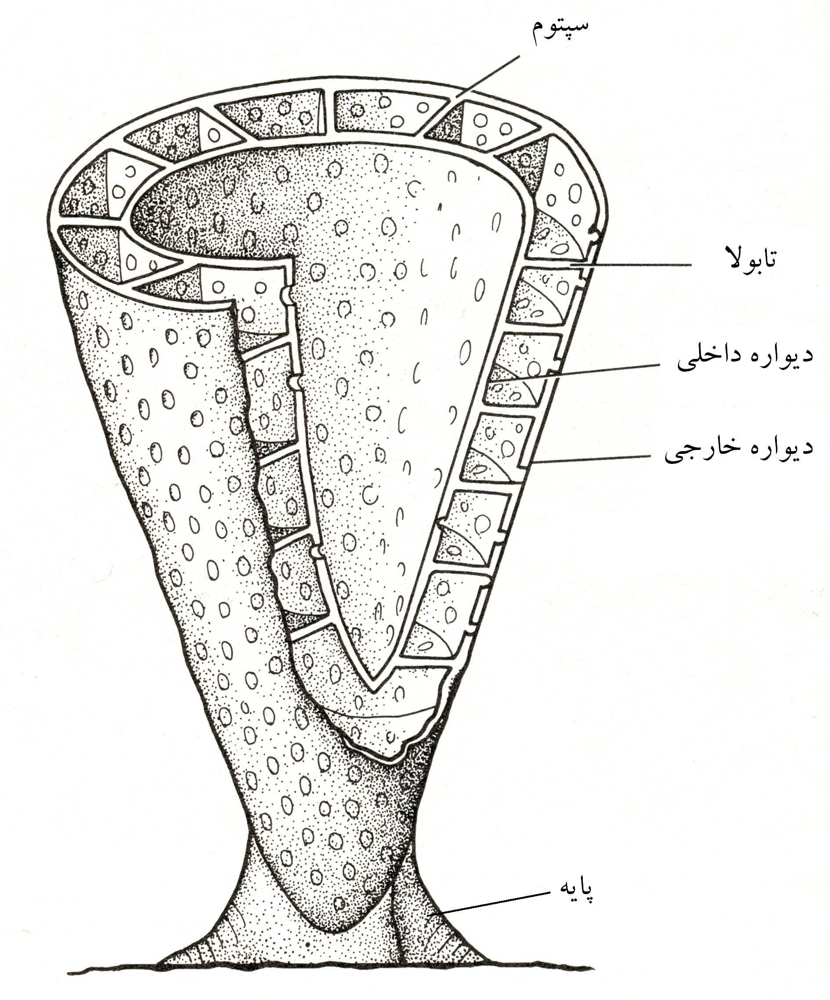 سپتوم
تابولا
دیواره داخلی
دیواره خارجی
پایه